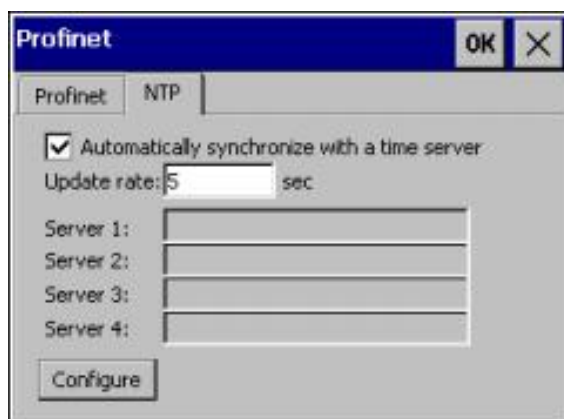 Profinet OK
Profinet NTP
Automatically synchronize with a time server
Update rate: 5 sec
Server 1:
Server 2:
Server 3:
Server 4:
Configure